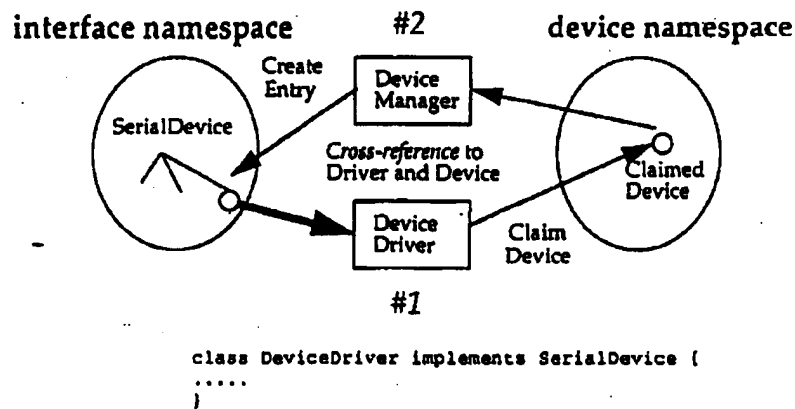 interface namespace
#2
device namespace
Create
Entry
Device
Manager
SerialDevice
Cross-reference to
Driver and Device
Claimed
Device
Device
Driver
Claim
Device
#1
class DeviceDriver implements SerialDevice {
.....
}